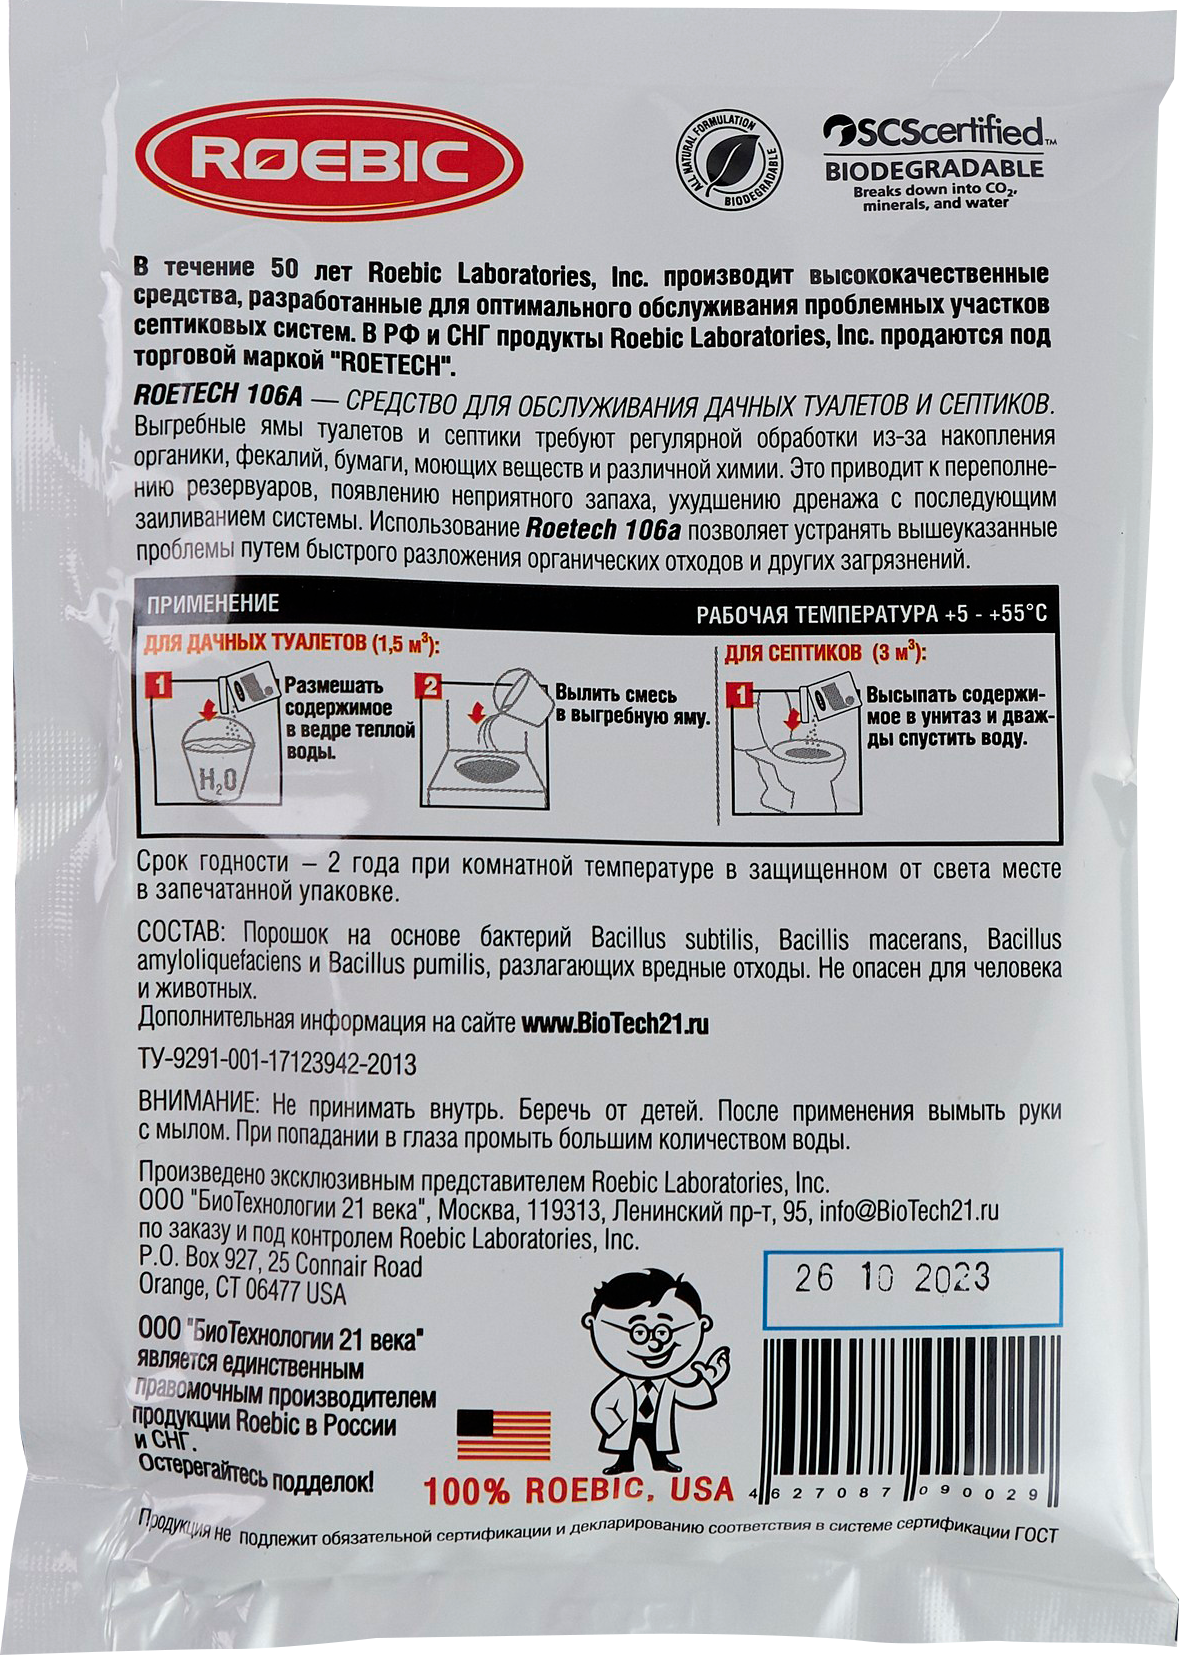 ROEBIC
ALL NATURAL FORMULATION
BIODEGRADABLE
SCScertified™
BIODEGRADABLE
Breaks down into CO₂,
minerals, and water
В течение 50 лет Roebic Laboratories, Inc. производит высококачественные
средства, разработанные для оптимального обслуживания проблемных участков
септиковых систем. В РФ и СНГ продукты Roebic Laboratories, Inc. продаются под
торговой маркой "ROETECH".
ROETECH 106A — СРЕДСТВО ДЛЯ ОБСЛУЖИВАНИЯ ДАЧНЫХ ТУАЛЕТОВ И СЕПТИКОВ.
Выгребные ямы туалетов и септики требуют регулярной обработки из-за накопления
органики, фекалий, бумаги, моющих веществ и различной химии. Это приводит к переполне-
нию резервуаров, появлению неприятного запаха, ухудшению дренажа с последующим
заиливанием системы. Использование Roetech 106a позволяет устранять вышеуказанные
проблемы путем быстрого разложения органических отходов и других загрязнений.
ПРИМЕНЕНИЕ
РАБОЧАЯ ТЕМПЕРАТУРА +5 - +55°C
ДЛЯ ДАЧНЫХ ТУАЛЕТОВ (1,5 м³):
1
Размешать
содержимое
в ведре теплой
воды.
H₂O
2
Вылить смесь
в выгребную яму.
ДЛЯ СЕПТИКОВ (3 м³):
1
Высыпать содержи-
мое в унитаз и дваж-
ды спустить воду.
Срок годности – 2 года при комнатной температуре в защищенном от света месте
в запечатанной упаковке.
СОСТАВ: Порошок на основе бактерий Bacillus subtilis, Bacillis macerans, Bacillus
amyloliquefaciens и Bacillus pumilis, разлагающих вредные отходы. Не опасен для человека
и животных.
Дополнительная информация на сайте www.BioTech21.ru
ТУ-9291-001-17123942-2013
ВНИМАНИЕ: Не принимать внутрь. Беречь от детей. После применения вымыть руки
с мылом. При попадании в глаза промыть большим количеством воды.
Произведено эксклюзивным представителем Roebic Laboratories, Inc.
ООО "БиоТехнологии 21 века", Москва, 119313, Ленинский пр-т, 95, info@BioTech21.ru
по заказу и под контролем Roebic Laboratories, Inc.
P.O. Box 927, 25 Connair Road
Orange, CT 06477 USA
26 10 2023
ООО "БиоТехнологии 21 века"
является единственным
правомочным производителем
продукции Roebic в России
и СНГ.
Остерегайтесь подделок!
100% ROEBIC, USA
4 627087 090029
Продукция не подлежит обязательной сертификации и декларированию соответствия в системе сертификации ГОСТ